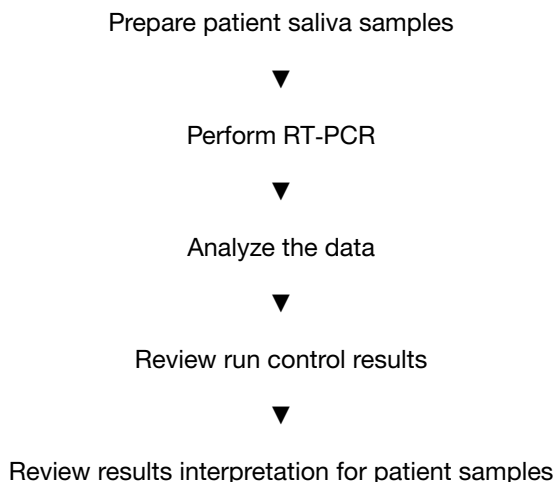 Prepare patient saliva samples
▼
Perform RT-PCR
▼
Analyze the data
▼
Review run control results
▼
Review results interpretation for patient samples